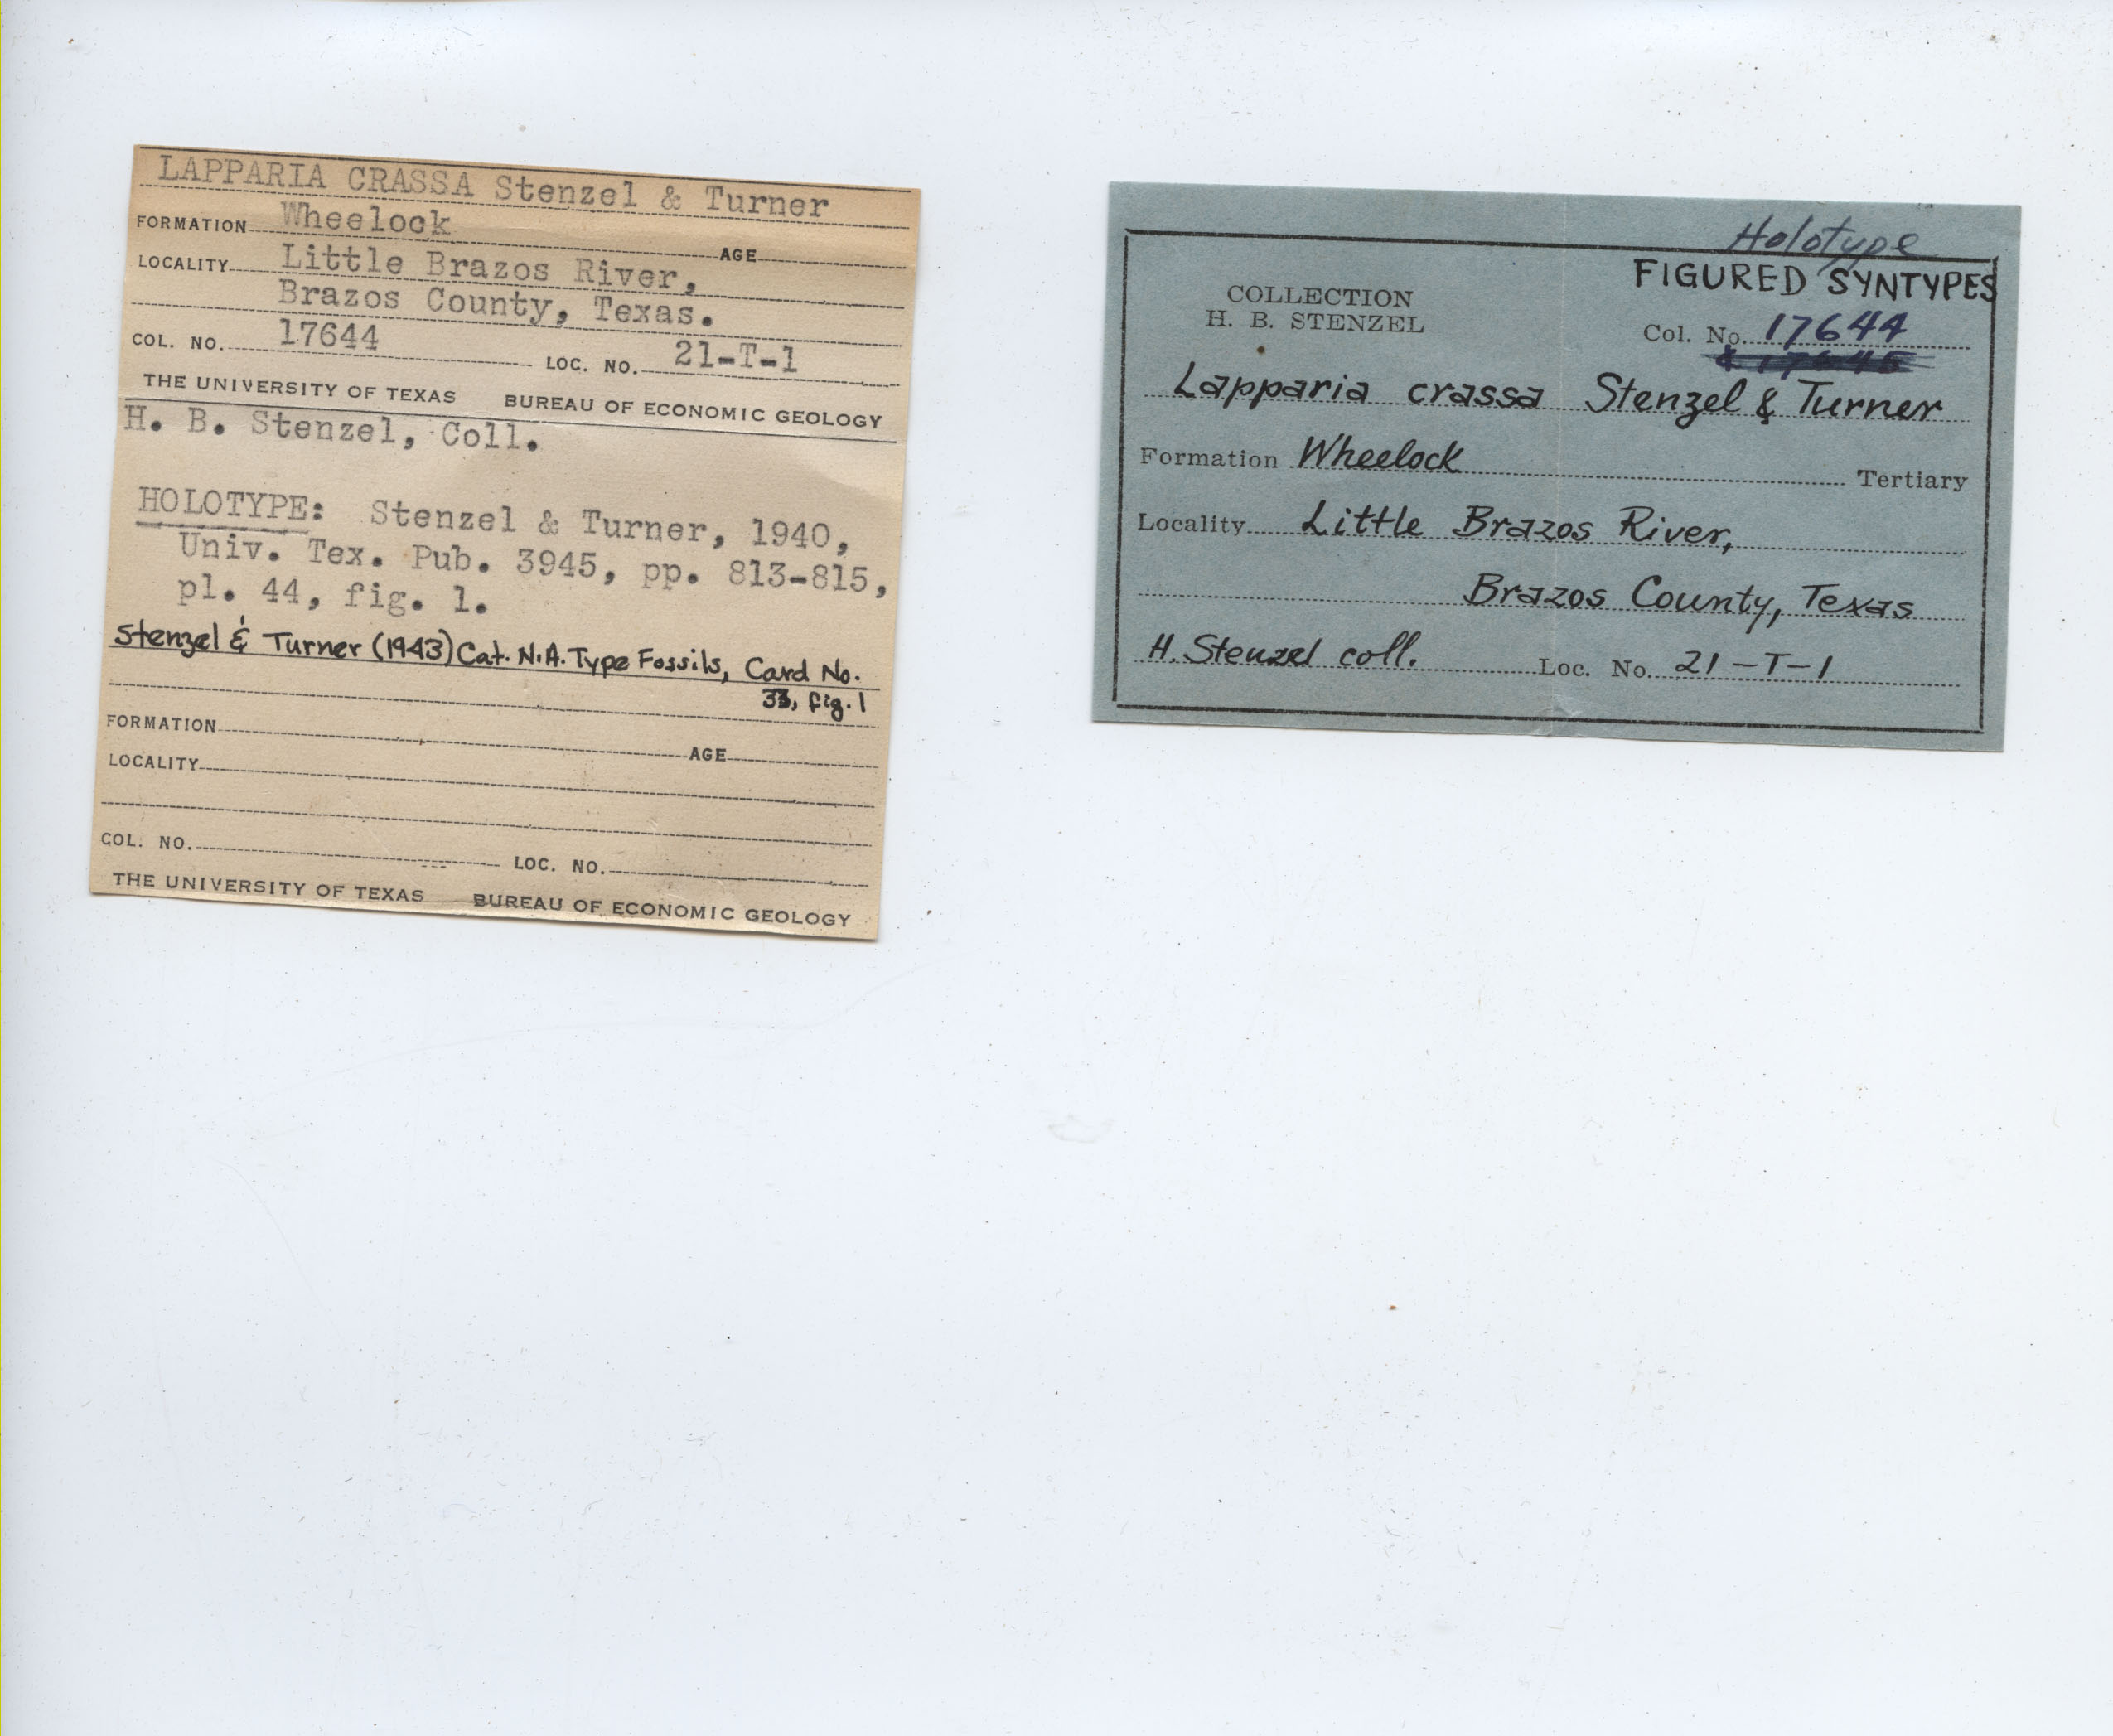 LAPPARIA CRASSA Stenzel & Turner
FORMATION Wheelock AGE
LOCALITY Little Brazos River,
Brazos County, Texas.
COL. NO. 17644 LOC. NO. 21-T-1
THE UNIVERSITY OF TEXAS BUREAU OF ECONOMIC GEOLOGY
H. B. Stenzel, Coll.
HOLOTYPE: Stenzel & Turner, 1940,
Univ. Tex. Pub. 3945, pp. 813-815,
pl. 44, fig. 1.
Stenzel & Turner (1943) Cat. N.A. Type Fossils, Card No.
33, fig. 1
FORMATION AGE
LOCALITY
COL. NO. LOC. NO.
THE UNIVERSITY OF TEXAS BUREAU OF ECONOMIC GEOLOGY
Holotype
FIGURED SYNTYPES
COLLECTION
H. B. STENZEL
Col. No. 17644
& 17645
Lapparia crassa Stenzel & Turner
Formation Wheelock Tertiary
Locality Little Brazos River,
Brazos County, Texas
H. Stenzel coll. Loc. No. 21-T-1